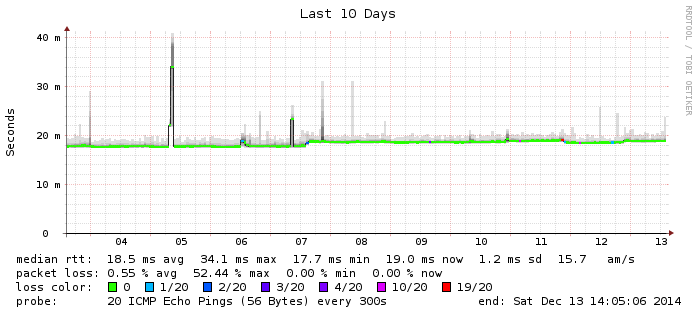 Last 10 Days
RRDTOOL / TOBI OETIKER
Seconds
40 m
30 m
20 m
10 m
0
04 05 06 07 08 09 10 11 12 13
median rtt: 18.5 ms avg 34.1 ms max 17.7 ms min 19.0 ms now 1.2 ms sd 15.7 am/s
packet loss: 0.55 % avg 52.44 % max 0.00 % min 0.00 % now
loss color: 0 1/20 2/20 3/20 4/20 10/20 19/20
probe: 20 ICMP Echo Pings (56 Bytes) every 300s end: Sat Dec 13 14:05:06 2014